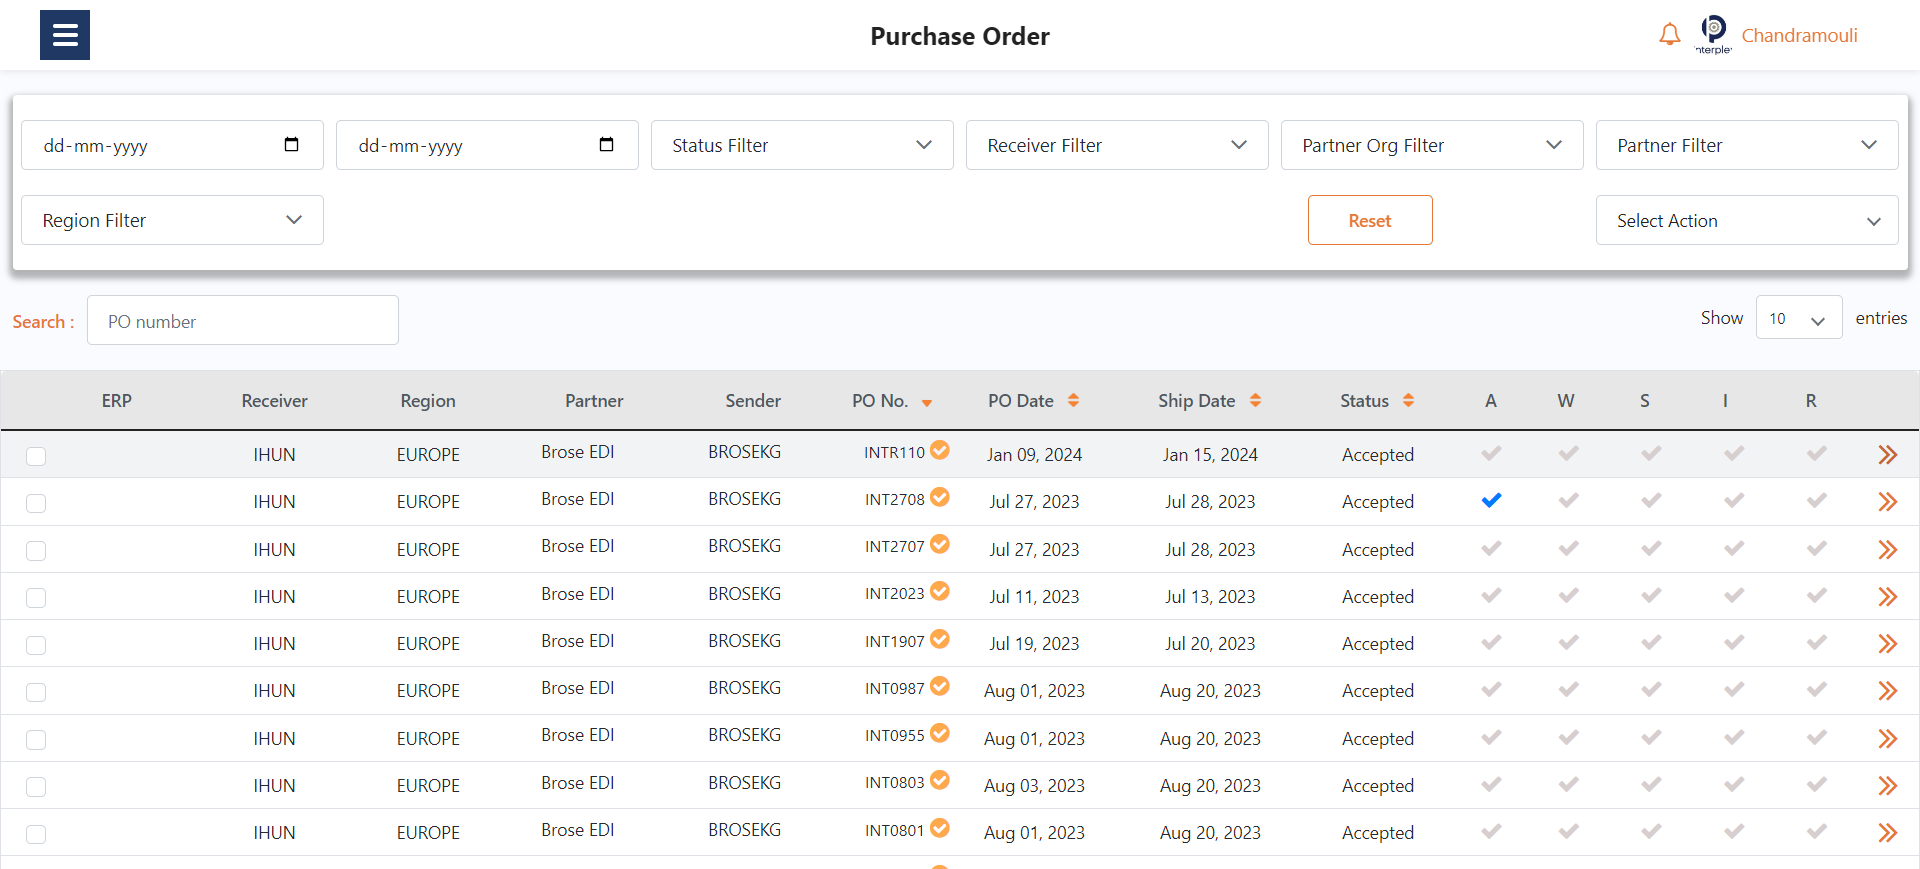 Purchase Order
Chandramouli
dd-mm-yyyy dd-mm-yyyy Status Filter Receiver Filter Partner Org Filter Partner Filter
Region Filter Reset Select Action
Search : PO number Show 10 entries
ERP Receiver Region Partner Sender PO No. PO Date Ship Date Status A W S I R
IHUN EUROPE Brose EDI BROSEKG INTR110 Jan 09, 2024 Jan 15, 2024 Accepted
IHUN EUROPE Brose EDI BROSEKG INT2708 Jul 27, 2023 Jul 28, 2023 Accepted
IHUN EUROPE Brose EDI BROSEKG INT2707 Jul 27, 2023 Jul 28, 2023 Accepted
IHUN EUROPE Brose EDI BROSEKG INT2023 Jul 11, 2023 Jul 13, 2023 Accepted
IHUN EUROPE Brose EDI BROSEKG INT1907 Jul 19, 2023 Jul 20, 2023 Accepted
IHUN EUROPE Brose EDI BROSEKG INT0987 Aug 01, 2023 Aug 20, 2023 Accepted
IHUN EUROPE Brose EDI BROSEKG INT0955 Aug 01, 2023 Aug 20, 2023 Accepted
IHUN EUROPE Brose EDI BROSEKG INT0803 Aug 03, 2023 Aug 20, 2023 Accepted
IHUN EUROPE Brose EDI BROSEKG INT0801 Aug 01, 2023 Aug 20, 2023 Accepted